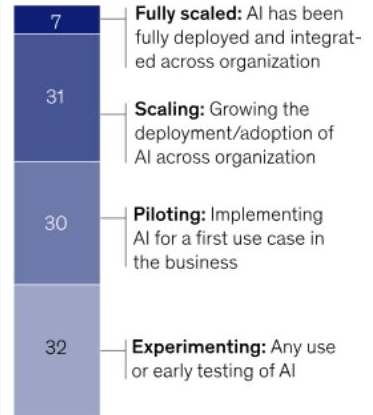 7
Fully scaled: AI has been
fully deployed and integrat-
ed across organization
31
Scaling: Growing the
deployment/adoption of
AI across organization
30
Piloting: Implementing
AI for a first use case in
the business
32
Experimenting: Any use
or early testing of AI